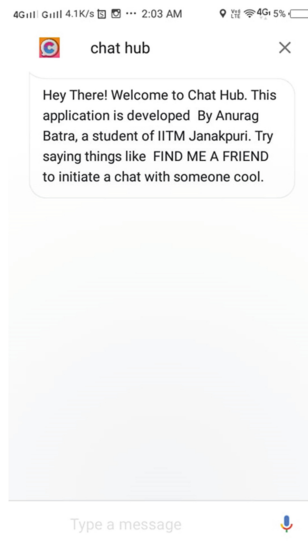 4G 4.1K/s 2:03 AM VoLTE 4G 5%
chat hub
Hey There! Welcome to Chat Hub. This
application is developed  By Anurag
Batra, a student of IITM Janakpuri. Try
saying things like  FIND ME A FRIEND
to initiate a chat with someone cool.
Type a message